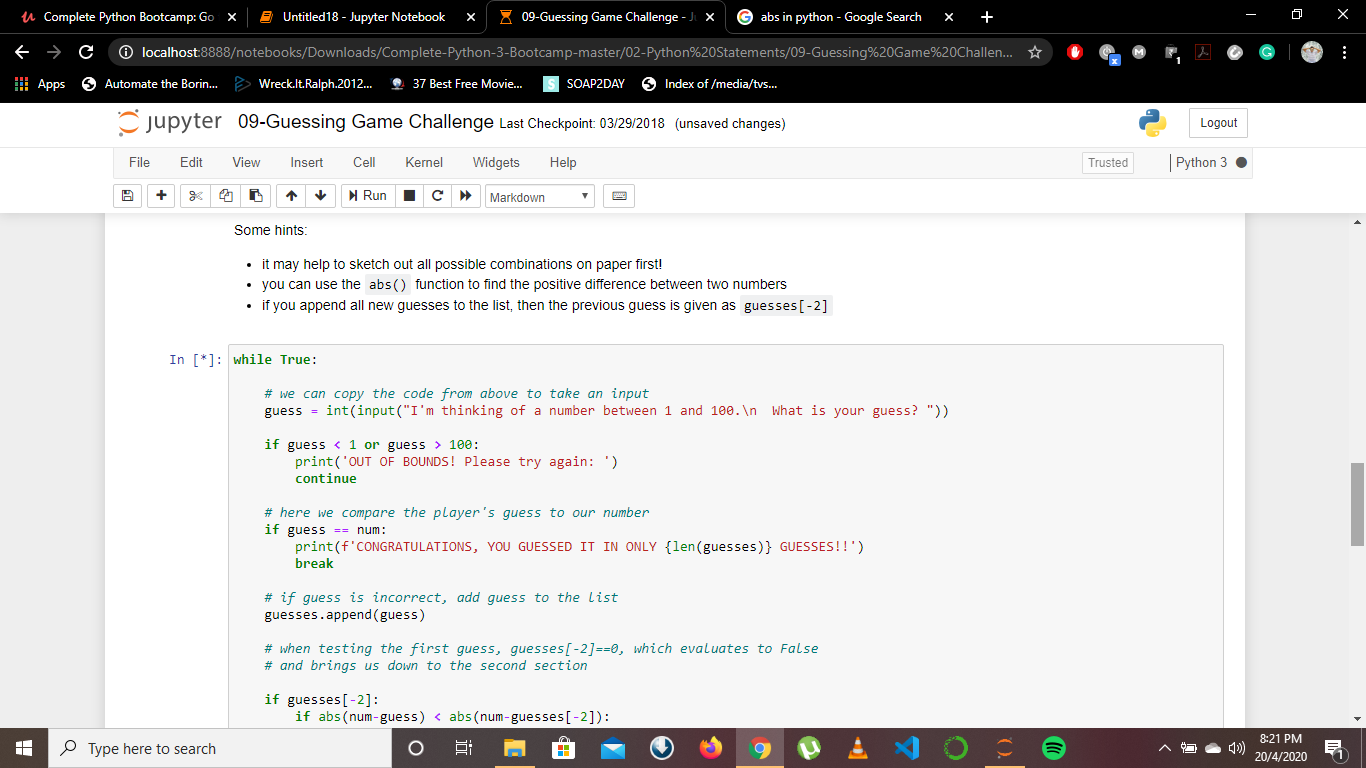 Complete Python Bootcamp: Go
Untitled18 - Jupyter Notebook
09-Guessing Game Challenge - J
abs in python - Google Search
localhost:8888/notebooks/Downloads/Complete-Python-3-Bootcamp-master/02-Python%20Statements/09-Guessing%20Game%20Challen...
Apps
Automate the Borin...
Wreck.It.Ralph.2012...
37 Best Free Movie...
S
SOAP2DAY
Index of /media/tvs...
jupyter
09-Guessing Game Challenge Last Checkpoint: 03/29/2018 (unsaved changes)
Logout
File Edit View Insert Cell Kernel Widgets Help
Trusted
Python 3
Run
Markdown
Some hints:
• it may help to sketch out all possible combinations on paper first!
• you can use the abs() function to find the positive difference between two numbers
• if you append all new guesses to the list, then the previous guess is given as guesses[-2]
In [*]:
while True:
    # we can copy the code from above to take an input
    guess = int(input("I'm thinking of a number between 1 and 100.\n  What is your guess? "))
    if guess < 1 or guess > 100:
        print('OUT OF BOUNDS! Please try again: ')
        continue
    # here we compare the player's guess to our number
    if guess == num:
        print(f'CONGRATULATIONS, YOU GUESSED IT IN ONLY {len(guesses)} GUESSES!!')
        break
    # if guess is incorrect, add guess to the list
    guesses.append(guess)
    # when testing the first guess, guesses[-2]==0, which evaluates to False
    # and brings us down to the second section
    if guesses[-2]:
        if abs(num-guess) < abs(num-guesses[-2]):
Type here to search
8:21 PM
20/4/2020
1